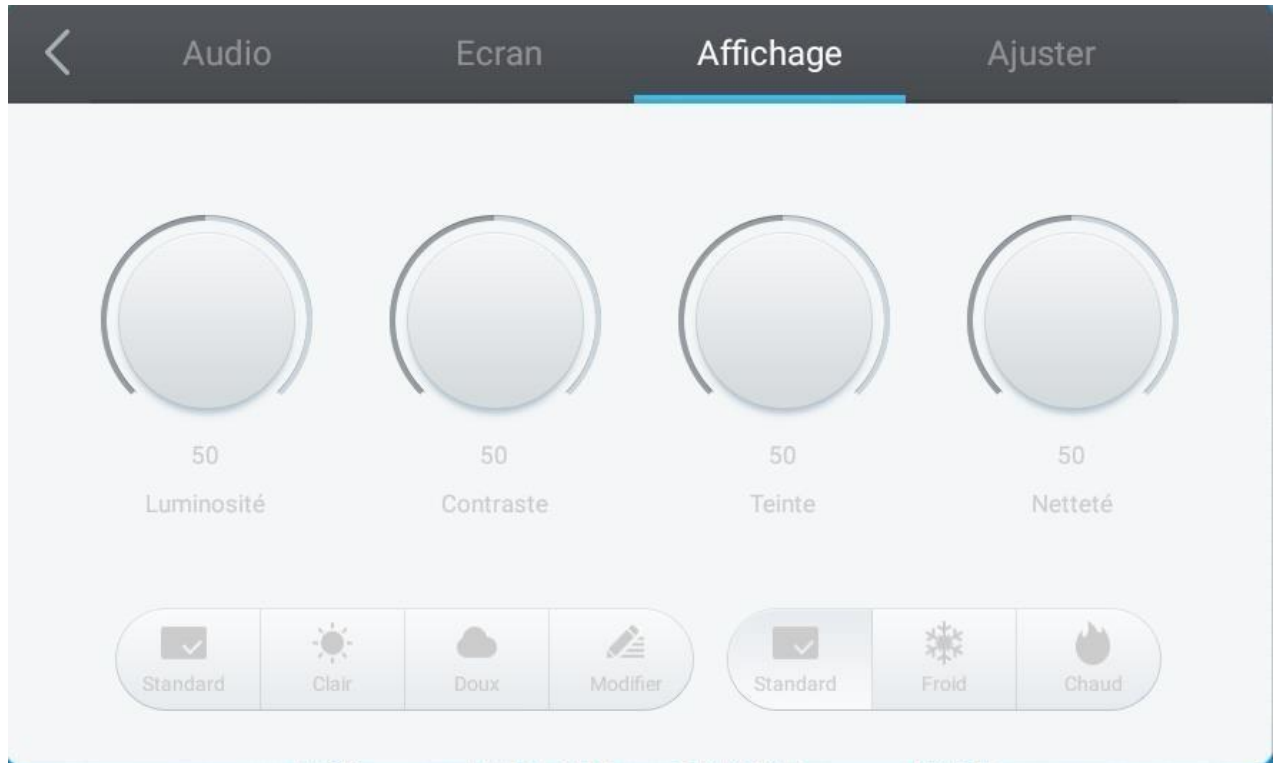 Audio Ecran Affichage Ajuster
50 50 50 50
Luminosité Contraste Teinte Netteté
Standard Clair Doux Modifier Standard Froid Chaud